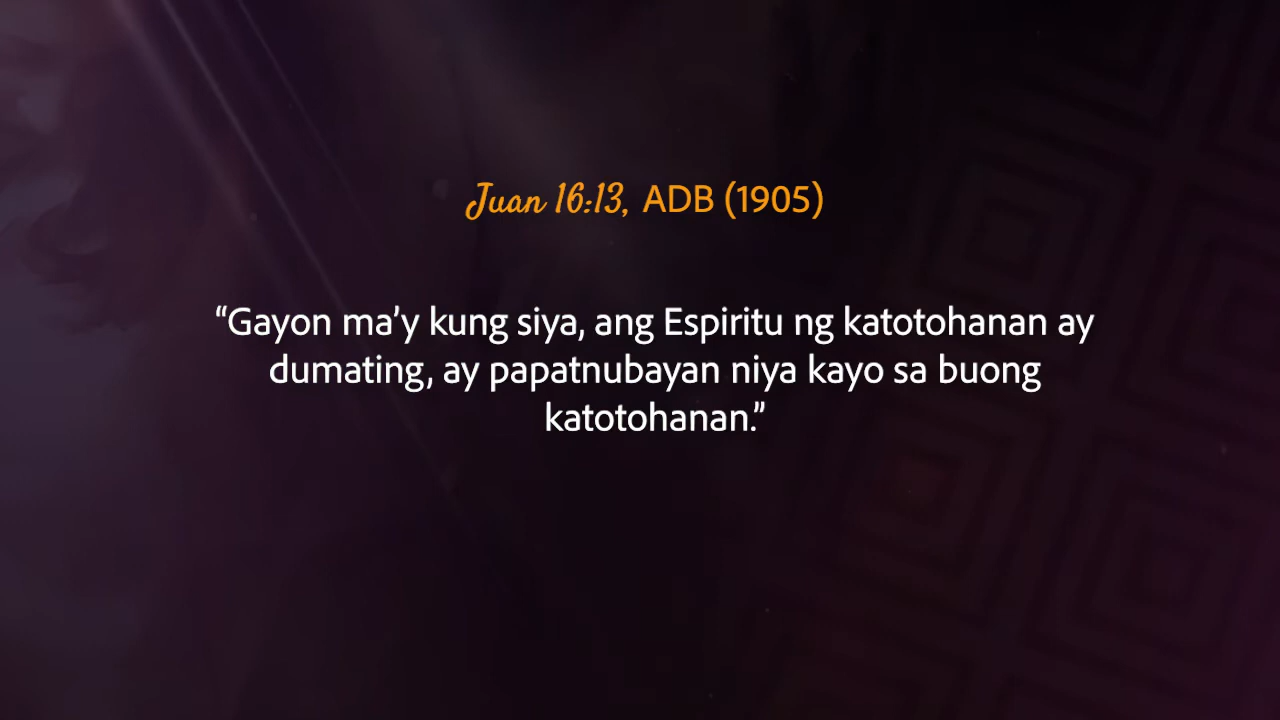 Juan 16:13, ADB (1905)
“Gayon ma’y kung siya, ang Espiritu ng katotohanan ay
dumating, ay papatnubayan niya kayo sa buong
katotohanan.”